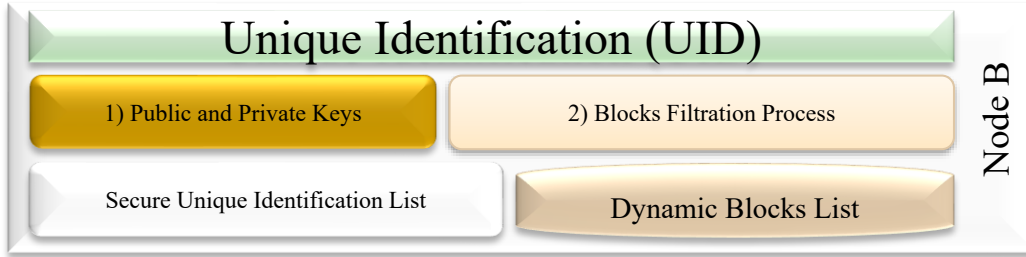 Unique Identification (UID)
1) Public and Private Keys
2) Blocks Filtration Process
Secure Unique Identification List
Dynamic Blocks List
Node B